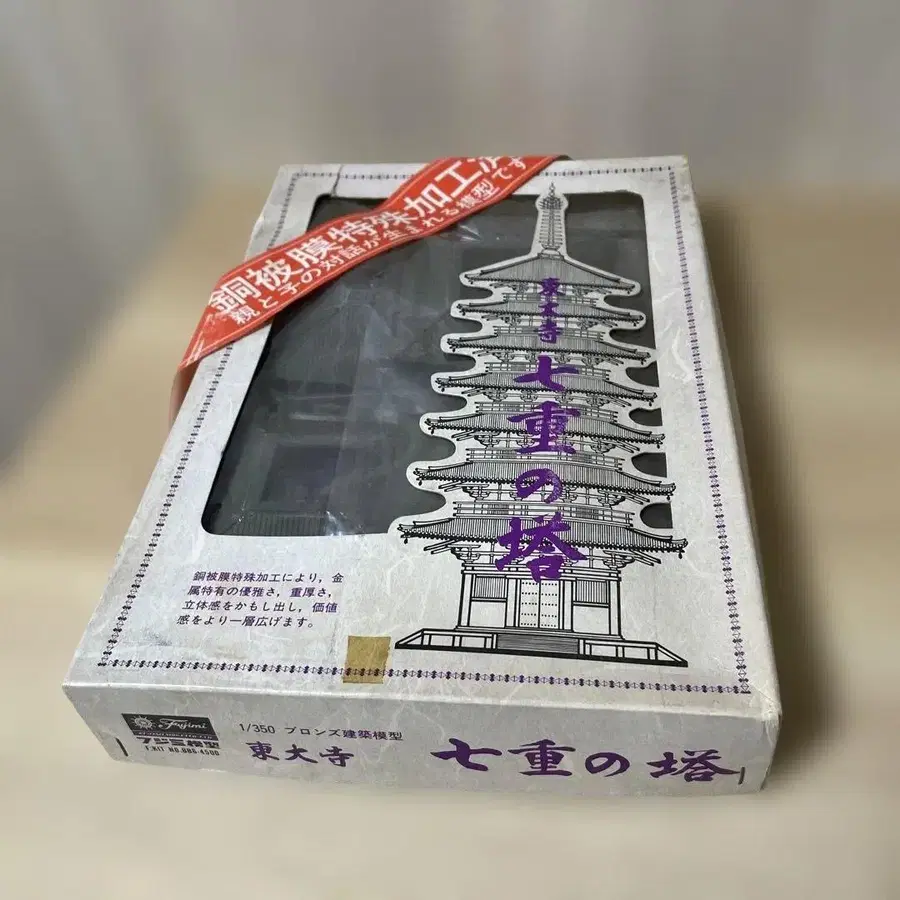 銅被膜特殊加工済
親と子の対話が生まれる模型です
東大寺
七重の塔
銅被膜特殊加工により，金
属特有の優雅さ，重厚さ，
立体感をかもし出し，価値
感をより一層広げます。
Fujimi
フジミ模型
1/350 ブロンズ建築模型
東大寺 七重の塔